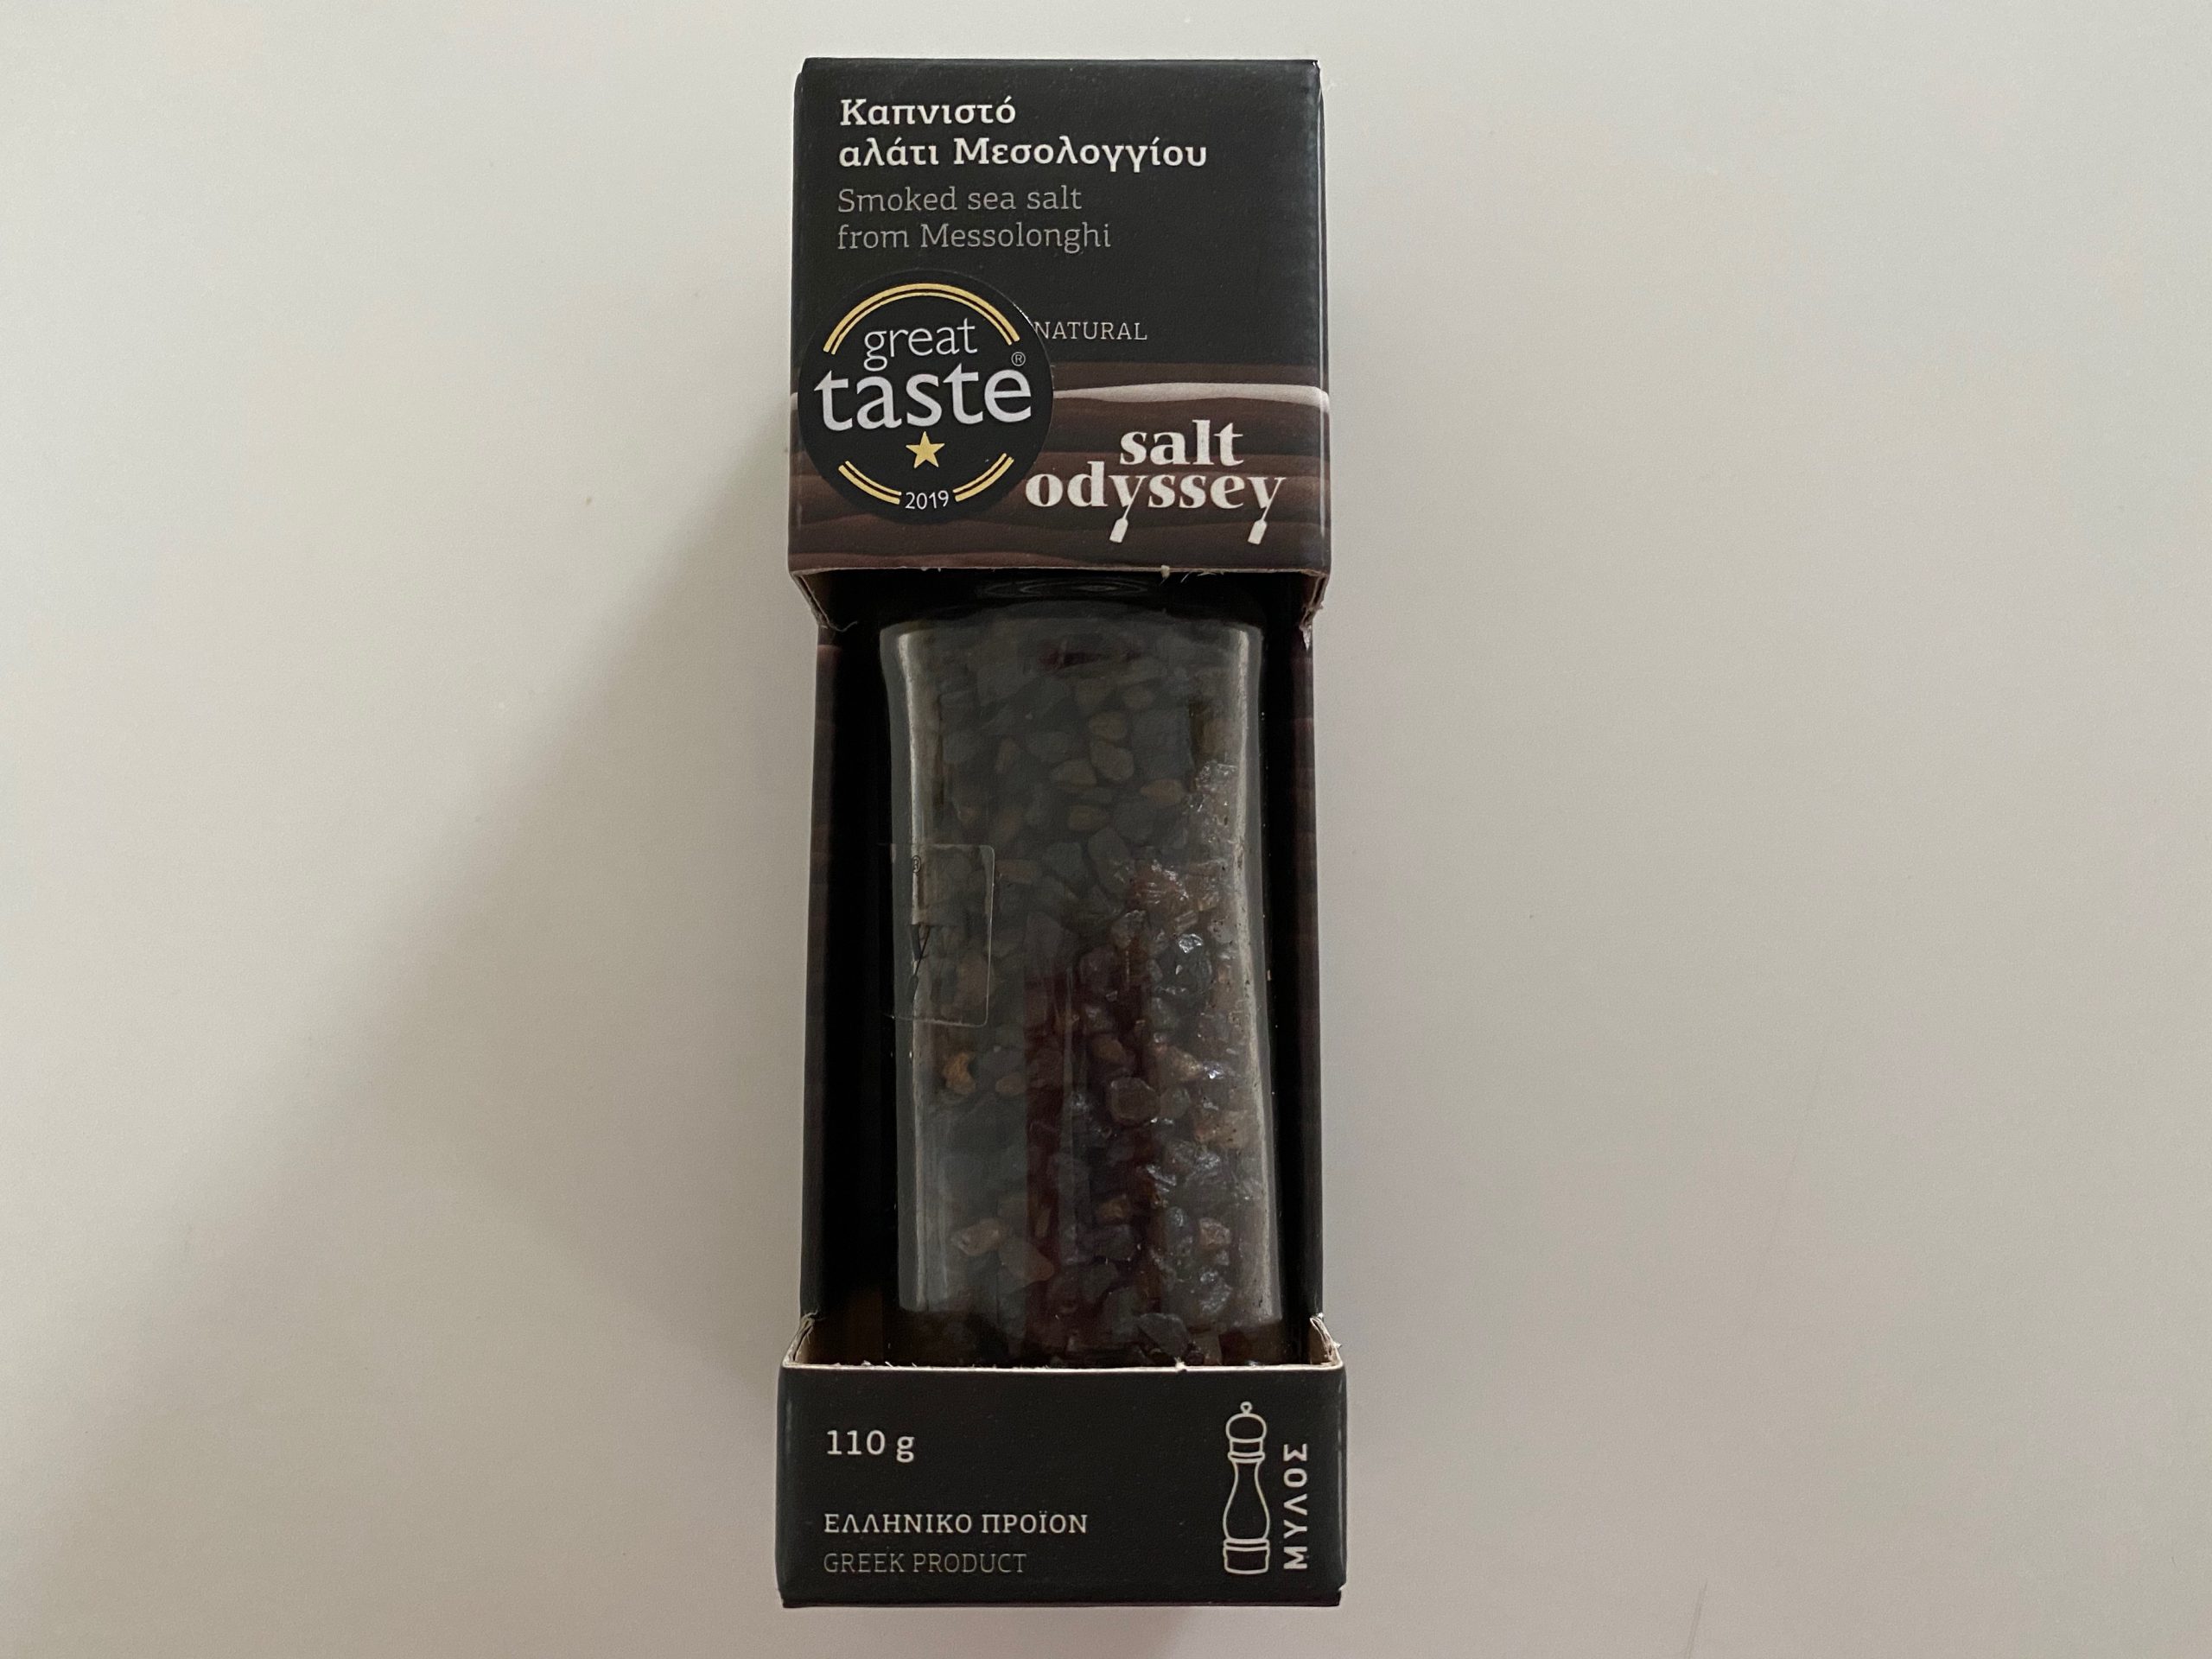 Καπνιστό
αλάτι Μεσολογγίου
Smoked sea salt
from Messolonghi
NATURAL
great
taste®
2019
salt
odyssey
110 g
ΕΛΛΗΝΙΚΟ ΠΡΟΪΟΝ
GREEK PRODUCT
ΜΥΛΟΣ